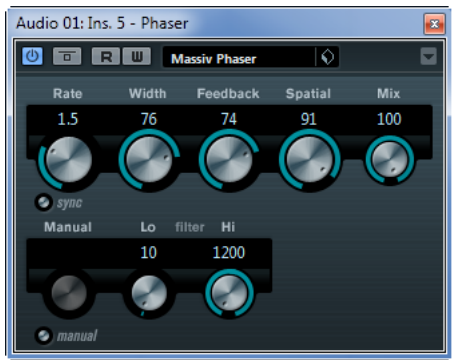 Audio 01: Ins. 5 - Phaser
R W Massiv Phaser
Rate Width Feedback Spatial Mix
1.5 76 74 91 100
sync
Manual Lo filter Hi
10 1200
manual